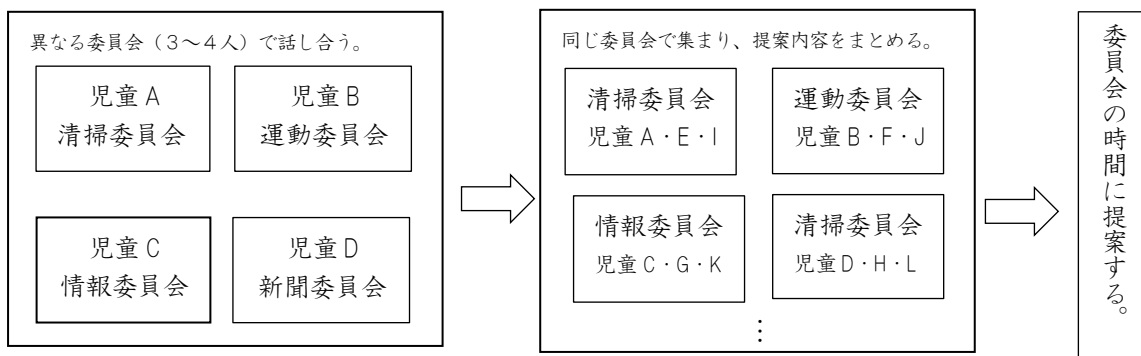 異なる委員会（３～４人）で話し合う。
児童Ａ
清掃委員会
児童Ｂ
運動委員会
児童Ｃ
情報委員会
児童Ｄ
新聞委員会
同じ委員会で集まり、提案内容をまとめる。
清掃委員会
児童Ａ・Ｅ・Ｉ
運動委員会
児童Ｂ・Ｆ・Ｊ
情報委員会
児童Ｃ・Ｇ・Ｋ
清掃委員会
児童Ｄ・Ｈ・Ｌ
⋮
委員会の時間に提案する。